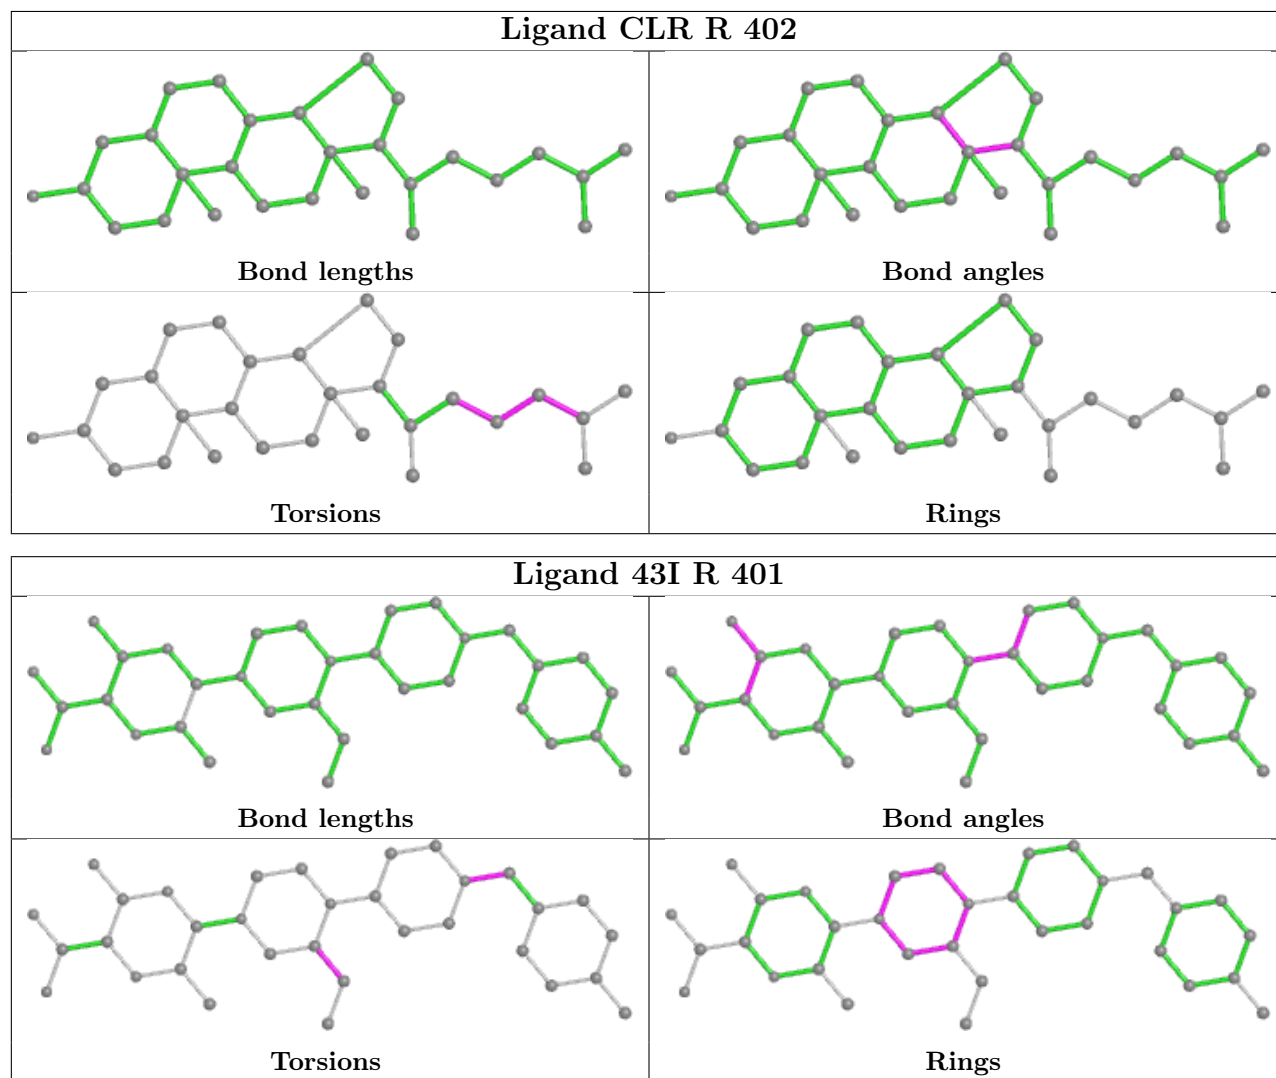 Ligand CLR R 402
Bond lengths
Bond angles
Torsions
Rings
Ligand 43I R 401
Bond lengths
Bond angles
Torsions
Rings